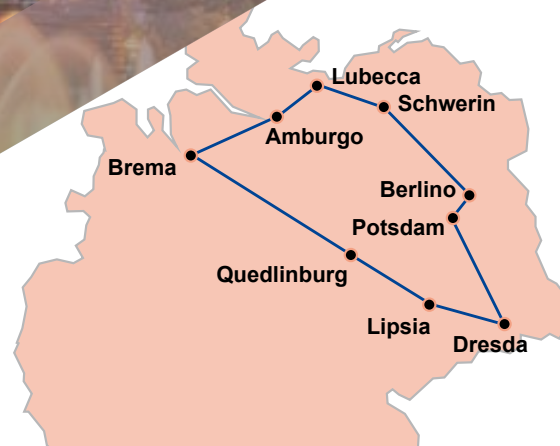 Lubecca
Schwerin
Amburgo
Brema
Berlino
Potsdam
Quedlinburg
Lipsia
Dresda